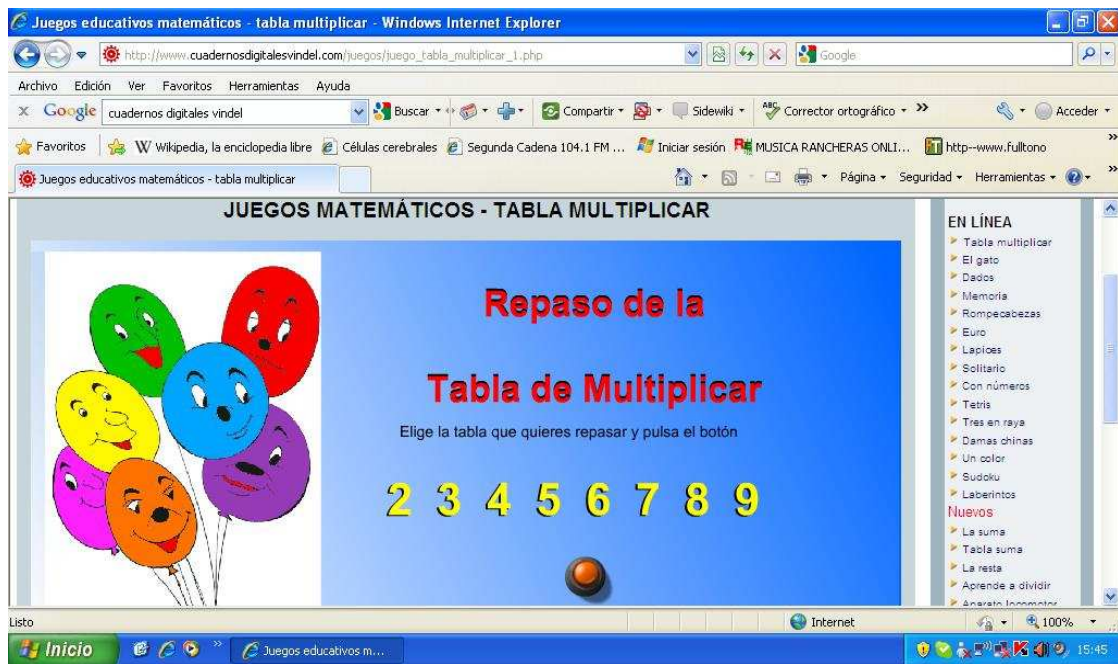 Juegos educativos matemáticos - tabla multiplicar - Windows Internet Explorer
http://www.cuadernosdigitalesvindel.com/juegos/juego_tabla_multiplicar_1.php
Google
Archivo Edición Ver Favoritos Herramientas Ayuda
x Google cuadernos digitales vindel Buscar Compartir Sidewiki ABC Corrector ortográfico Acceder
Favoritos W Wikipedia, la enciclopedia libre Células cerebrales Segunda Cadena 104.1 FM ... Iniciar sesión MUSICA RANCHERAS ONLI... http--www.fulltono
Juegos educativos matemáticos - tabla multiplicar Página Seguridad Herramientas
JUEGOS MATEMÁTICOS - TABLA MULTIPLICAR
Repaso de la
Tabla de Multiplicar
Elige la tabla que quieres repasar y pulsa el botón
2 3 4 5 6 7 8 9
EN LÍNEA
Tabla multiplicar
El gato
Dados
Memoria
Rompecabezas
Euro
Lapices
Solitario
Con números
Tetris
Tres en raya
Damas chinas
Un color
Sudoku
Laberintos
Nuevos
La suma
Tabla suma
La resta
Aprende a dividir
Aparato locomotor
Listo Internet 100%
Inicio Juegos educativos m... 15:45